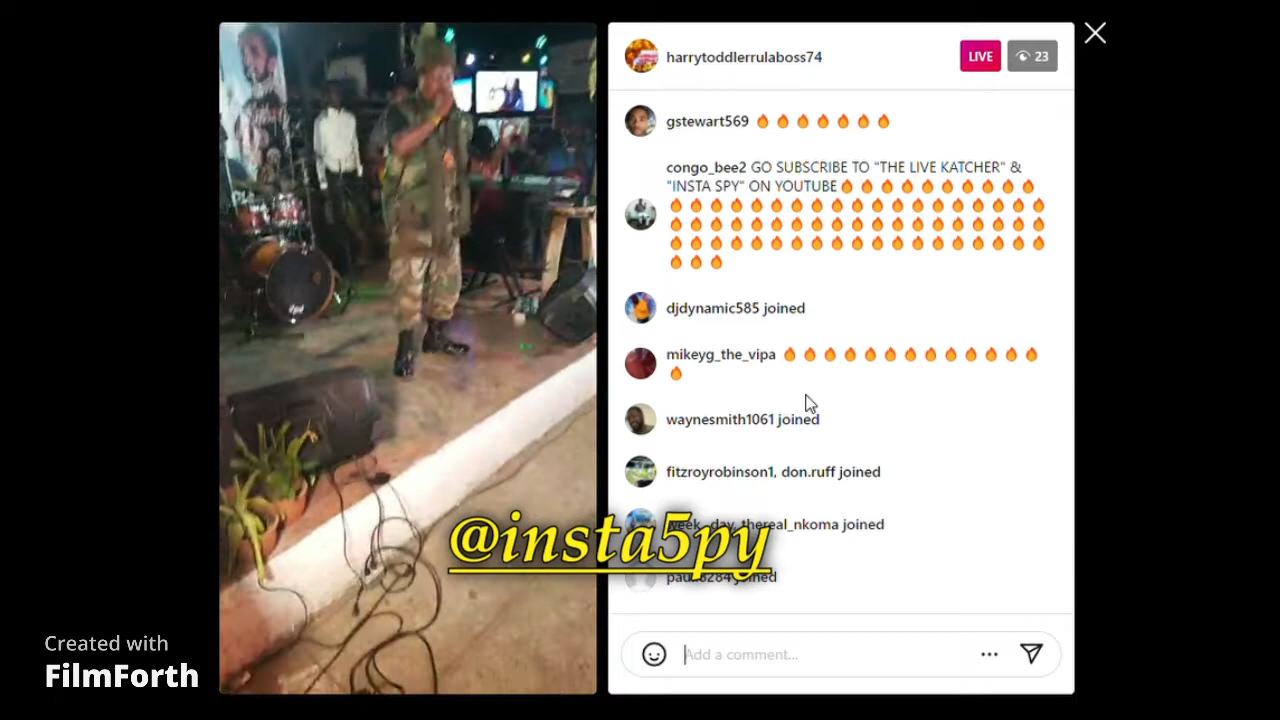 harrytoddlerrulaboss74
LIVE
23
gstewart569 🔥🔥🔥🔥🔥🔥🔥
congo_bee2 GO SUBSCRIBE TO "THE LIVE KATCHER" &
"INSTA SPY" ON YOUTUBE🔥🔥🔥🔥🔥🔥🔥🔥🔥🔥
🔥🔥🔥🔥🔥🔥🔥🔥🔥🔥🔥🔥🔥🔥🔥🔥🔥🔥🔥
🔥🔥🔥🔥🔥🔥🔥🔥🔥🔥🔥🔥🔥🔥🔥🔥🔥🔥🔥
🔥🔥🔥🔥🔥🔥🔥🔥🔥🔥🔥🔥🔥🔥🔥🔥🔥🔥🔥
🔥🔥🔥
djdynamic585 joined
mikeyg_the_vipa 🔥🔥🔥🔥🔥🔥🔥🔥🔥🔥🔥🔥🔥
🔥
waynesmith1061 joined
fitzroyrobinson1, don.ruff joined
thereal_nkoma joined
@insta5py
joined
Add a comment...
Created with
FilmForth